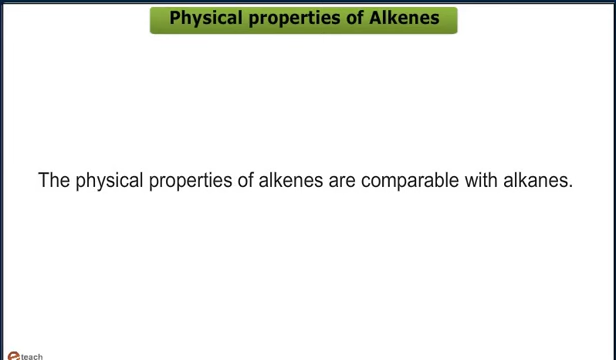 Physical properties of Alkenes
The physical properties of alkenes are comparable with alkanes.
e teach